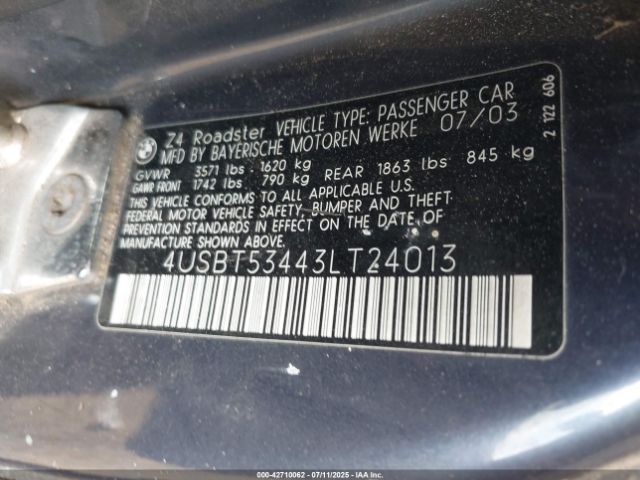 Z4 Roadster VEHICLE TYPE: PASSENGER CAR
MFD BY BAYERISCHE MOTOREN WERKE 07/03
GVWR 3571 lbs 1620 kg
GAWR FRONT 1742 lbs 790 kg REAR 1863 lbs 845 kg
THIS VEHICLE CONFORMS TO ALL APPLICABLE U.S.
FEDERAL MOTOR VEHICLE SAFETY, BUMPER AND THEFT
PREVENTION STANDARDS IN EFFECT ON THE DATE OF
MANUFACTURE SHOWN ABOVE.
4USBT53443LT24013
2 122 606
000-42710062 - 07/11/2025 - IAA Inc.